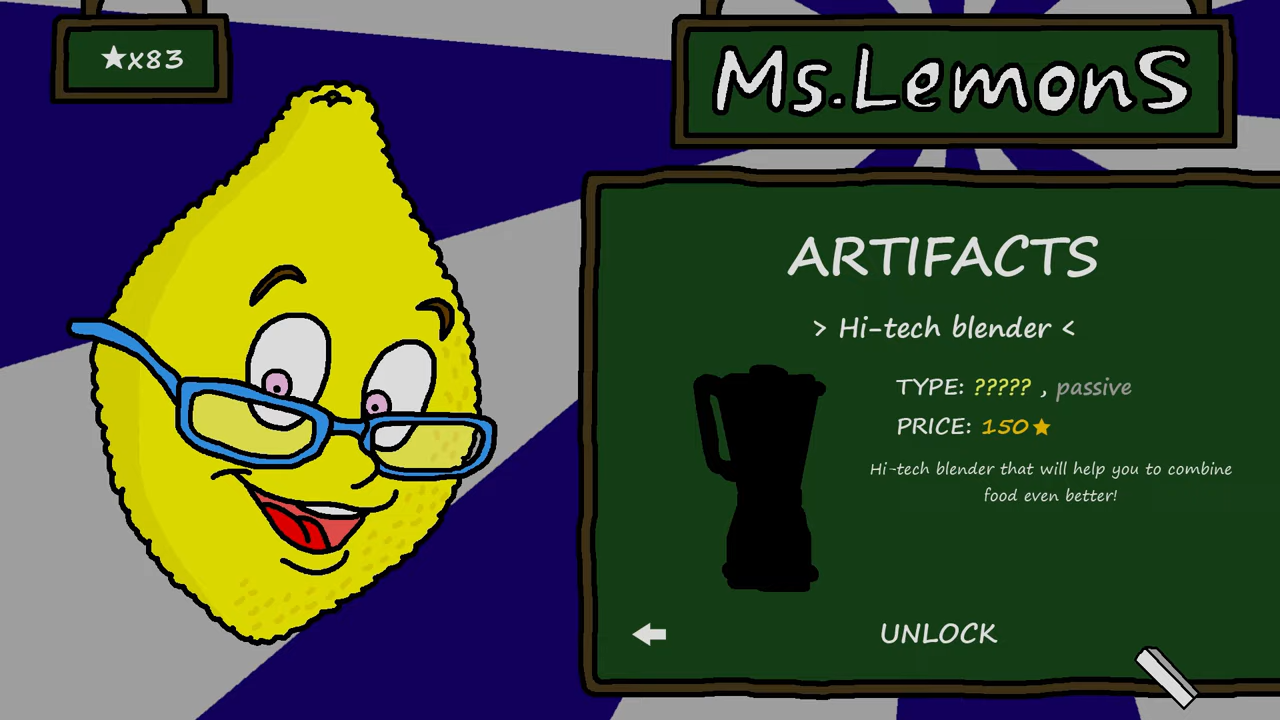 ★x83
Ms.LemonS
ARTIFACTS
> Hi-tech blender <
TYPE: ????? , passive
PRICE: 150★
Hi-tech blender that will help you to combine
food even better!
UNLOCK